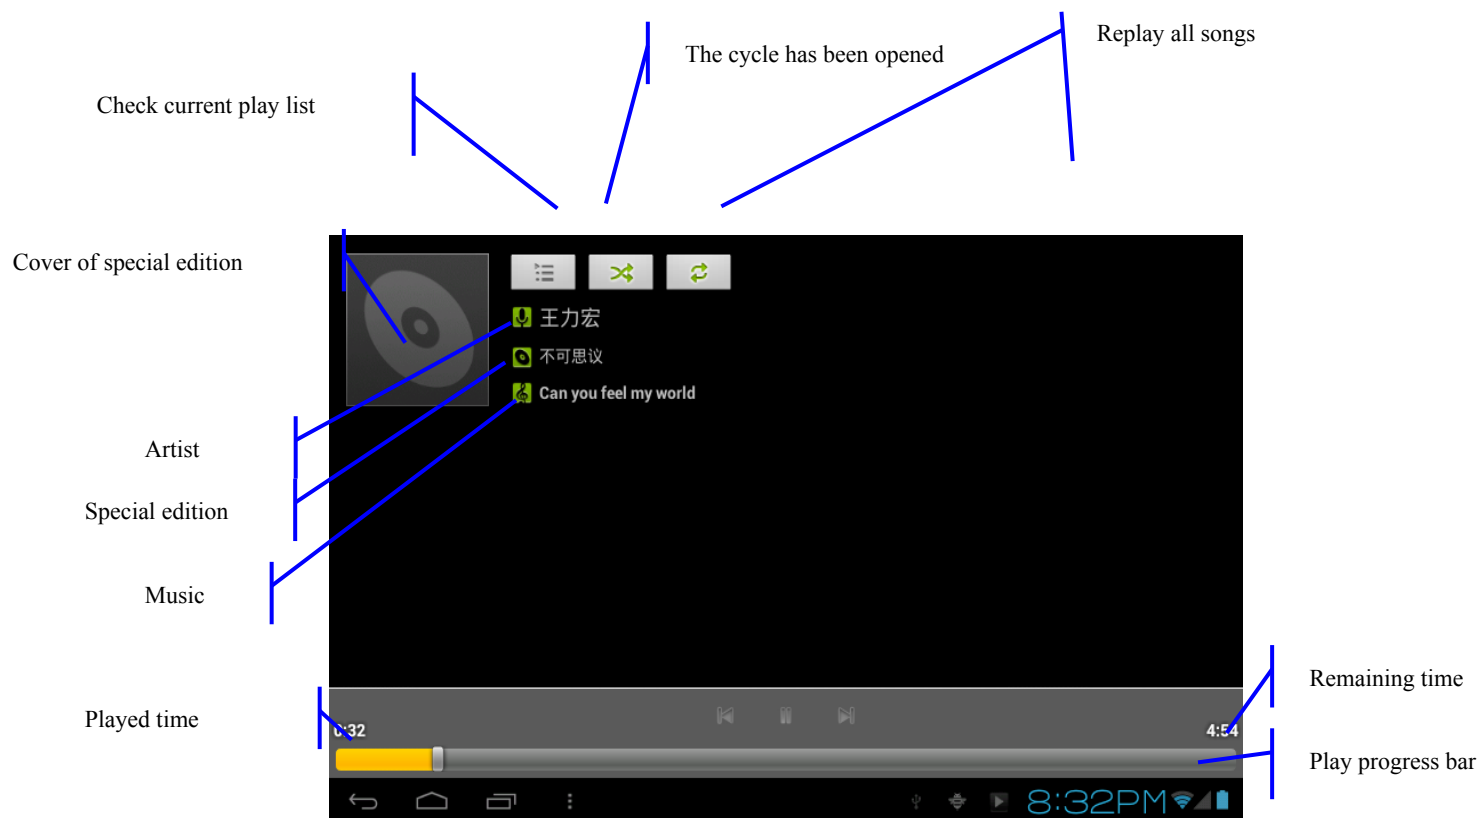 Replay all songs
The cycle has been opened
Check current play list
Cover of special edition
王力宏
不可思议
Can you feel my world
Artist
Special edition
Music
Remaining time
Played time
0:32
4:54
Play progress bar
8:32PM